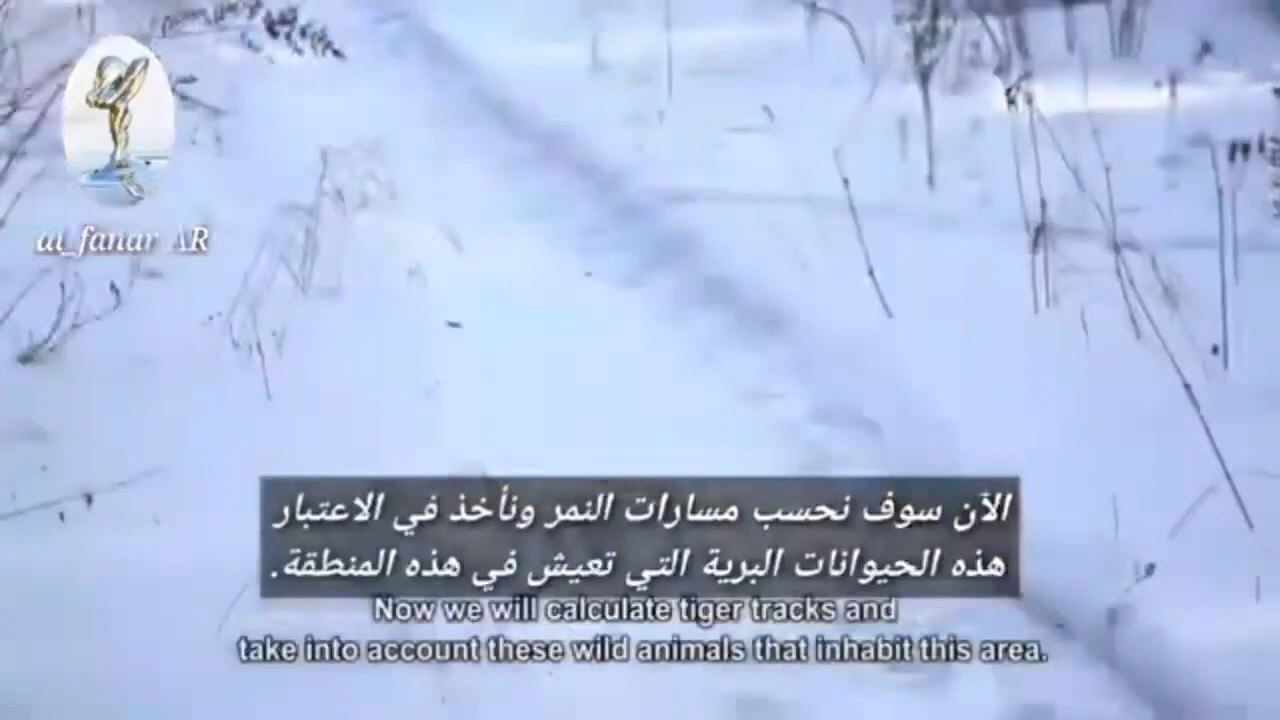 al_fanar AR
الآن سوف نحسب مسارات النمر ونأخذ في الاعتبار
هذه الحيوانات البرية التي تعيش في هذه المنطقة.
Now we will calculate tiger tracks and
take into account these wild animals that inhabit this area.